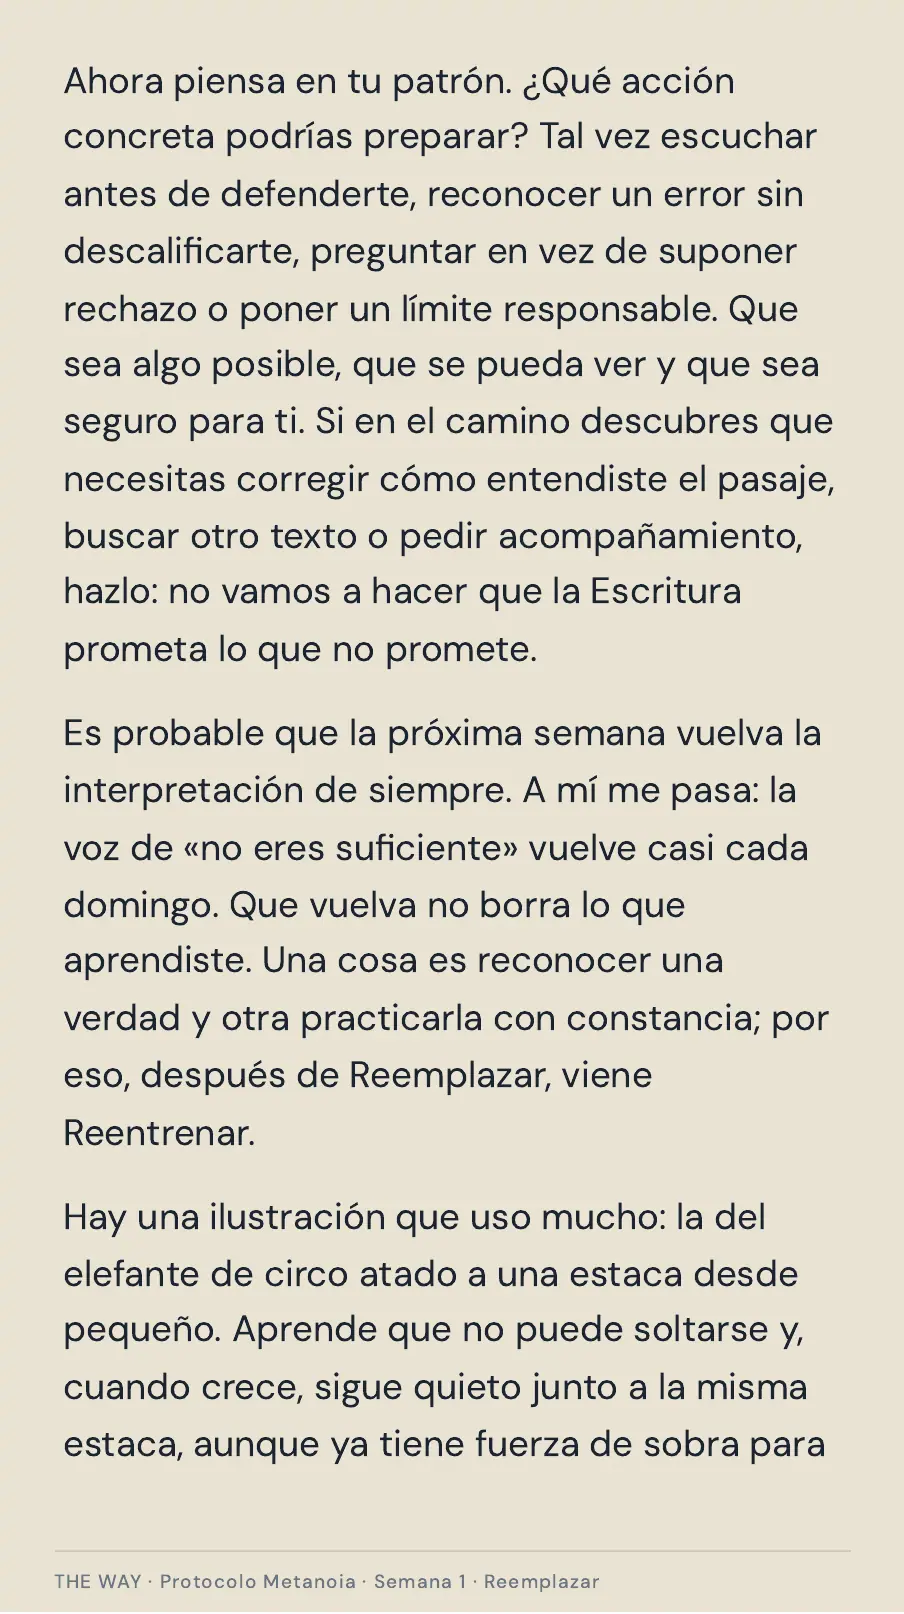 Ahora piensa en tu patrón. ¿Qué acción
concreta podrías preparar? Tal vez escuchar
antes de defenderte, reconocer un error sin
descalificarte, preguntar en vez de suponer
rechazo o poner un límite responsable. Que
sea algo posible, que se pueda ver y que sea
seguro para ti. Si en el camino descubres que
necesitas corregir cómo entendiste el pasaje,
buscar otro texto o pedir acompañamiento,
hazlo: no vamos a hacer que la Escritura
prometa lo que no promete.
Es probable que la próxima semana vuelva la
interpretación de siempre. A mí me pasa: la
voz de «no eres suficiente» vuelve casi cada
domingo. Que vuelva no borra lo que
aprendiste. Una cosa es reconocer una
verdad y otra practicarla con constancia; por
eso, después de Reemplazar, viene
Reentrenar.
Hay una ilustración que uso mucho: la del
elefante de circo atado a una estaca desde
pequeño. Aprende que no puede soltarse y,
cuando crece, sigue quieto junto a la misma
estaca, aunque ya tiene fuerza de sobra para
THE WAY · Protocolo Metanoia · Semana 1 · Reemplazar